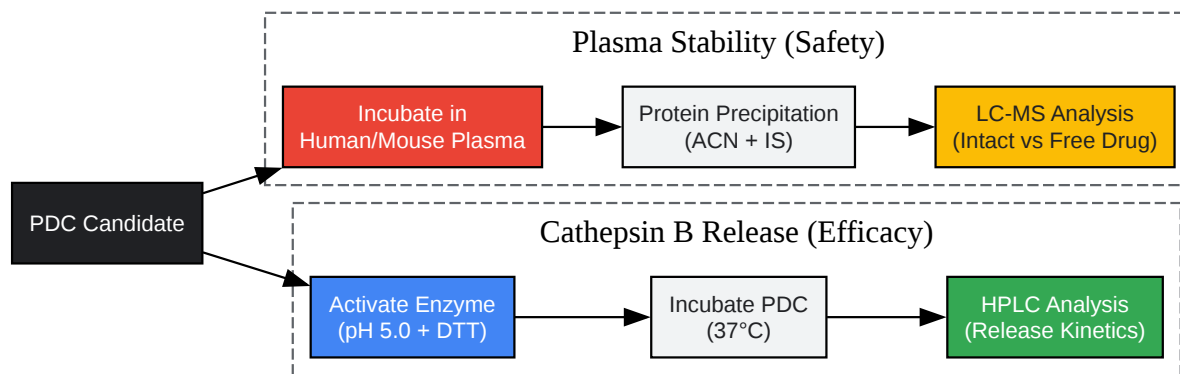 Plasma Stability (Safety)
Incubate in
Human/Mouse Plasma
Protein Precipitation
(ACN + IS)
LC-MS Analysis
(Intact vs Free Drug)
PDC Candidate
Cathepsin B Release (Efficacy)
Activate Enzyme
(pH 5.0 + DTT)
Incubate PDC
(37°C)
HPLC Analysis
(Release Kinetics)